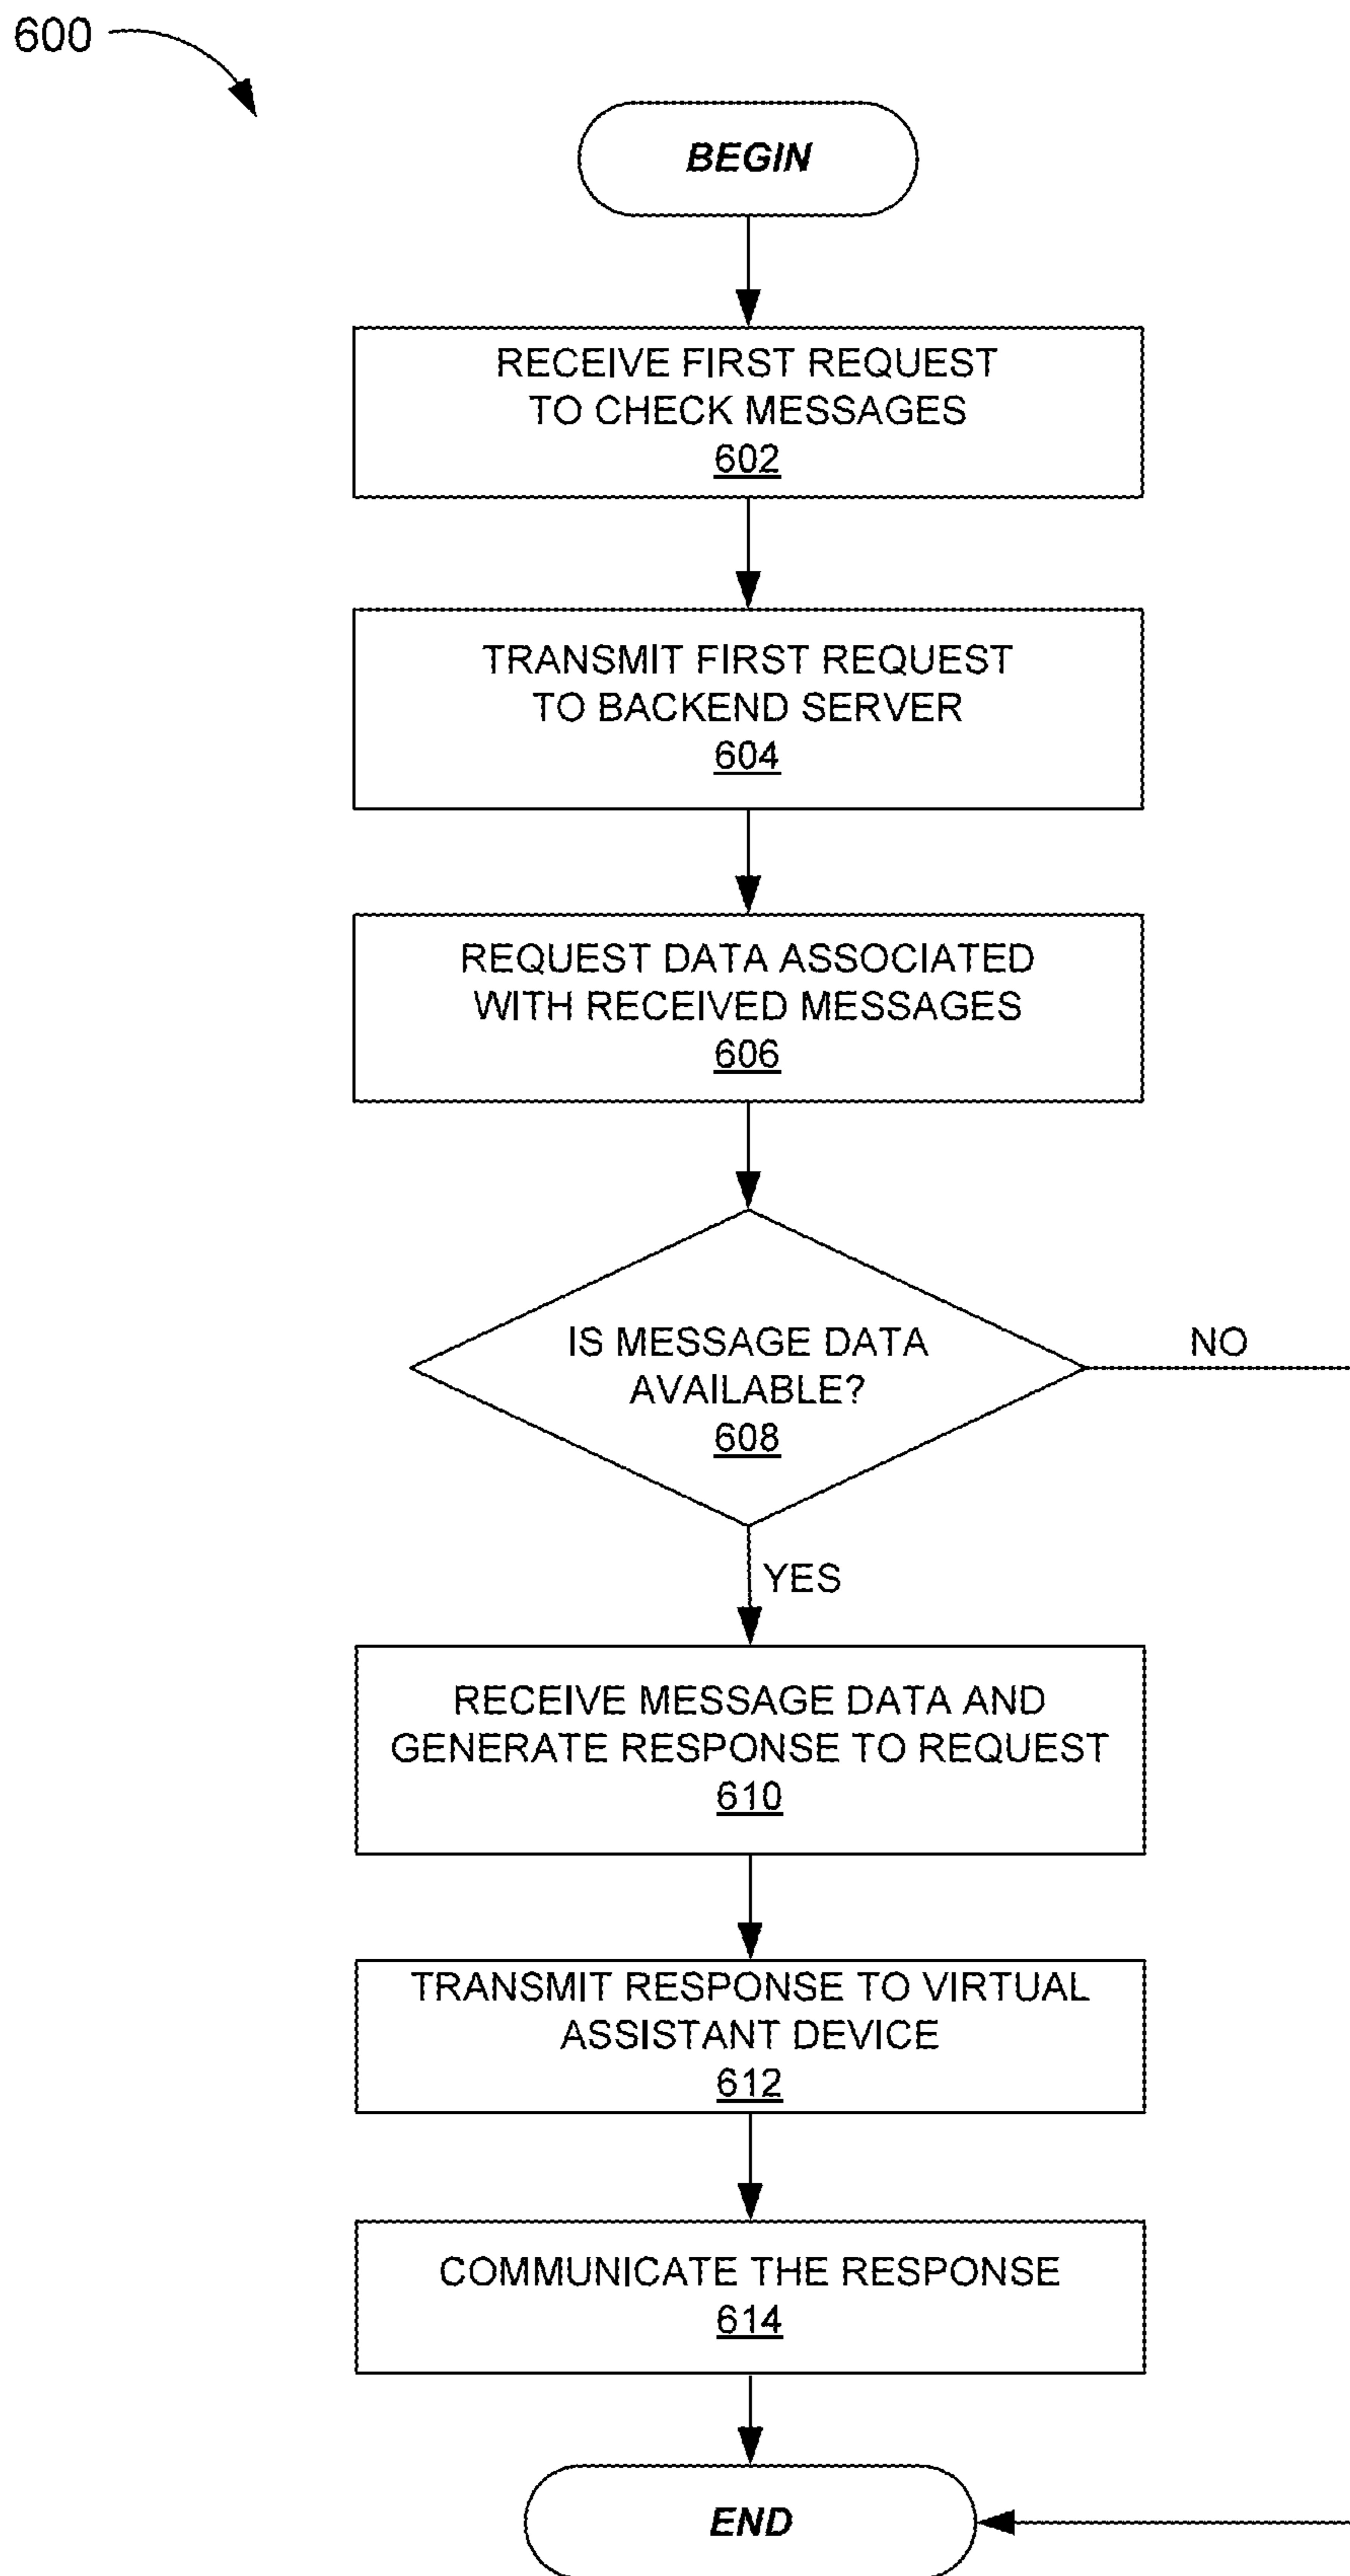 600
BEGIN
RECEIVE FIRST REQUEST
TO CHECK MESSAGES
602
TRANSMIT FIRST REQUEST
TO BACKEND SERVER
604
REQUEST DATA ASSOCIATED
WITH RECEIVED MESSAGES
606
IS MESSAGE DATA
AVAILABLE?
608
NO
YES
RECEIVE MESSAGE DATA AND
GENERATE RESPONSE TO REQUEST
610
TRANSMIT RESPONSE TO VIRTUAL
ASSISTANT DEVICE
612
COMMUNICATE THE RESPONSE
614
END